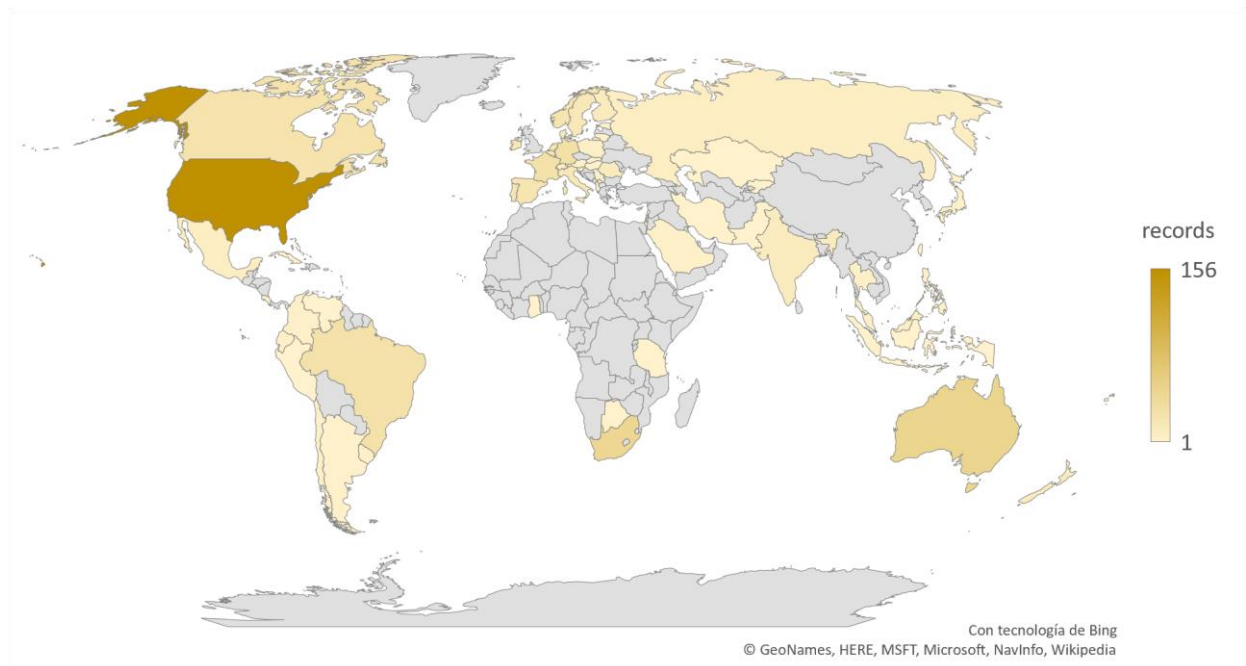 records
156
1
Con tecnología de Bing
© GeoNames, HERE, MSFT, Microsoft, NavInfo, Wikipedia